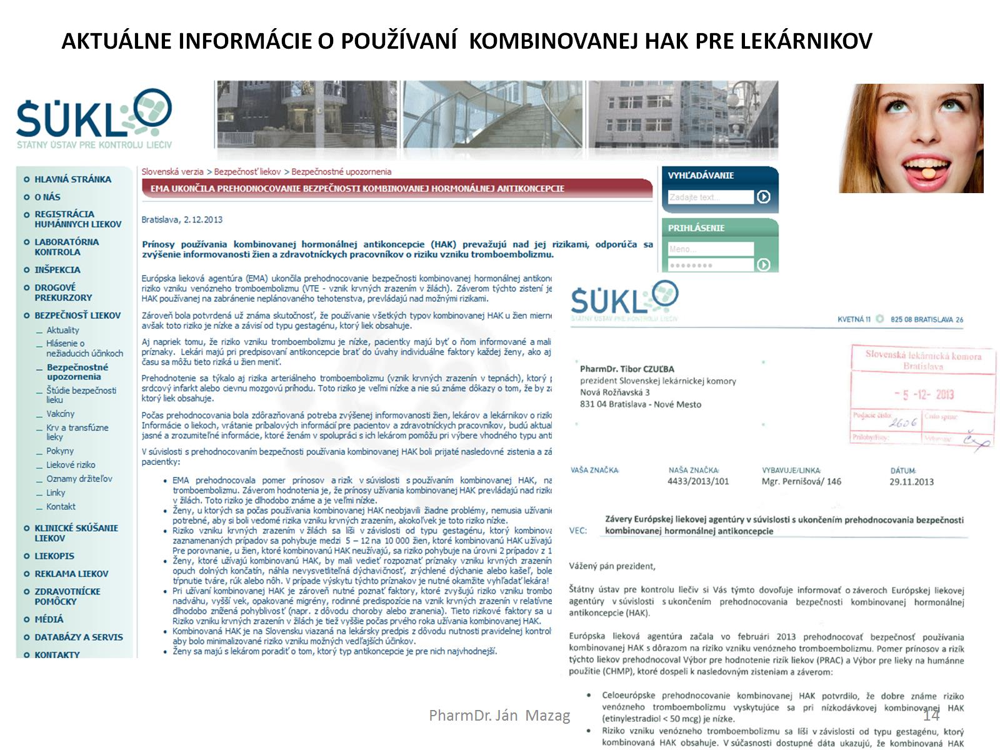 AKTUÁLNE INFORMÁCIE O POUŽÍVANÍ KOMBINOVANEJ HAK PRE LEKÁRNIKOV
ŠÚKL
ŠTÁTNY ÚSTAV PRE KONTROLU LIEČIV
HLAVNÁ STRÁNKA
O NÁS
REGISTRÁCIA
HUMÁNNYCH LIEKOV
LABORATÓRNA
KONTROLA
INŠPEKCIA
DROGOVÉ
PREKURZORY
BEZPEČNOSŤ LIEKOV
Aktuality
Hlásenie o
nežiaducich účinkoch
Bezpečnostné
upozornenia
Štúdie bezpečnosti
lieku
Vakcíny
Krv a transfúzne
lieky
Pokyny
Liekové riziko
Oznamy držiteľov
Linky
Kontakt
KLINICKÉ SKÚŠANIE
LIEKOV
LIEKOPIS
REKLAMA LIEKOV
ZDRAVOTNÍCKE
POMÔCKY
MÉDIÁ
DATABÁZY A SERVIS
KONTAKTY
Slovenská verzia > Bezpečnosť liekov > Bezpečnostné upozornenia
EMA UKONČILA PREHODNOCOVANIE BEZPEČNOSTI KOMBINOVANEJ HORMONÁLNEJ ANTIKONCEPCIE
Bratislava, 2.12.2013
Prínosy používania kombinovanej hormonálnej antikoncepcie (HAK) prevažujú nad jej rizikami, odporúča sa
zvýšenie informovanosti žien a zdravotníckych pracovníkov o riziku vzniku tromboembolizmu.
Európska lieková agentúra (EMA) ukončila prehodnocovanie bezpečnosti kombinovanej hormonálnej antikonc
riziko vzniku venózneho tromboembolizmu (VTE - vznik krvných zrazením v žilách). Záverom týchto zistení je
HAK používanej na zabránenie neplánovaného tehotenstva, prevládajú nad možnými rizikami.
Zároveň bola potvrdená už známa skutočnosť, že používanie všetkých typov kombinovanej HAK u žien mierne
avšak toto riziko je nízke a závisí od typu gestagénu, ktorý liek obsahuje.
Aj napriek tomu, že riziko vzniku tromboembolizmu je nízke, pacientky majú byť o ňom informované a mali
príznaky. Lekári majú pri predpisovaní antikoncepcie brať do úvahy individuálne faktory každej ženy, ako aj
času sa môžu tieto riziká u žien meniť.
Prehodnotenie sa týkalo aj rizika arteriálneho tromboembolizmu (vznik krvných zrazením v tepnách), ktorý p
srdcový infarkt alebo cievnu mozgovú príhodu. Toto riziko je veľmi nízke a nie sú známe dôkazy o tom, že by za
ktorý liek obsahuje.
Počas prehodnocovania bola zdôrazňovaná potreba zvýšenej informovanosti žien, lekárov a lekárnikov o rizik
Informácie o liekoch, vrátanie príbalových informácií pre pacientov a zdravotníckych pracovníkov, budú aktual
jasné a zrozumiteľné informácie, ktoré ženám v spolupráci s ich lekárom pomôžu pri výbere vhodného typu anti
V súvislosti s prehodnocovaním bezpečnosti používania kombinovanej HAK boli prijaté nasledovné zistenia a zá
pacientky:
• EMA prehodnocovala pomer prínosov a rizík v súvislosti s používaním kombinovanej HAK, na
tromboembolizmu. Záverom hodnotenia je, že prínosy užívania kombinovanej HAK prevládajú nad rizik
v žilách. Toto riziko je dlhodobo známe a je veľmi nízke.
• Ženy, u ktorých sa počas používania kombinovanej HAK neobjavili žiadne problémy, nemusia užívanie
potrebné, aby si boli vedomé rizika vzniku krvných zrazením, akokoľvek je toto riziko nízke.
• Riziko vzniku krvných zrazením v žilách sa líši v závislosti od typu gestagénu, ktorý kombinova
zaznamenaných prípadov sa pohybuje medzi 5 – 12 na 10 000 žien, ktoré kombinovanú HAK užívajú
Pre porovnanie, u žien, ktoré kombinovanú HAK neužívajú, sa riziko pohybuje na úrovni 2 prípadov z 1
• Ženy, ktoré užívajú kombinovanú HAK, by mali vedieť rozpoznať príznaky vzniku krvných zrazením
opuch dolných končatín, náhla nevysvetliteľná dýchavičnosť, zrýchlené dýchanie alebo kašeľ, bole
tŕpnutie tváre, rúk alebo nôh. V prípade výskytu týchto príznakov je nutné okamžite vyhľadať lekára!
• Pri užívaní kombinovanej HAK je zároveň nutné poznať faktory, ktoré zvyšujú riziko vzniku trombo
nadváhu, vyšší vek, opakované migrény, rodinné predispozície na vznik krvných zrazením v relatívne
dlhodobo znížená pohyblivosť (napr. z dôvodu choroby alebo zranenia). Tieto rizikové faktory sa u
Riziko vzniku krvných zrazením v žilách je tiež vyššie počas prvého roka užívania kombinovanej HAK.
• Kombinovaná HAK je na Slovensku viazaná na lekársky predpis z dôvodu nutnosti pravidelnej kontrol
aby bolo minimalizované riziko vzniku možných vedľajších účinkov.
• Ženy sa majú s lekárom poradiť o tom, ktorý typ antikoncepcie je pre nich najvhodnejší.
VYHĽADÁVANIE
Zadajte text...
PRIHLÁSENIE
Meno...
ŠÚKL
ŠTÁTNY ÚSTAV PRE KONTROLU LIEČIV
KVETNÁ 11 825 08 BRATISLAVA 26
PharmDr. Tibor CZUĽBA
prezident Slovenskej lekárnickej komory
Nová Rožňavská 3
831 04 Bratislava - Nové Mesto
Slovenská lekárnická komora
Bratislava
- 5 -12- 2013
Podacie číslo: Číslo spisu:
2606
Prílohy/listy: Vybavuje:
VAŠA ZNAČKA: NAŠA ZNAČKA: VYBAVUJE/LINKA: DÁTUM:
4433/2013/101 Mgr. Pernišová/ 146 29.11.2013
VEC: Závery Európskej liekovej agentúry v súvislosti s ukončením prehodnocovania bezpečnosti
kombinovanej hormonálnej antikoncepcie
Vážený pán prezident,
Štátny ústav pre kontrolu liečiv si Vás týmto dovoľuje informovať o záveroch Európskej liekovej
agentúry v súvislosti s ukončením prehodnocovania bezpečnosti kombinovanej hormonálnej
antikoncepcie (HAK).
Európska lieková agentúra začala vo februári 2013 prehodnocovať bezpečnosť používania
kombinovanej HAK s dôrazom na riziko vzniku venózneho tromboembolizmu. Pomer prínosov a rizík
týchto liekov prehodnocoval Výbor pre hodnotenie rizík liekov (PRAC) a Výbor pre lieky na humánne
použitie (CHMP), ktoré dospeli k nasledovným zisteniam a záverom:
• Celoeurópske prehodnocovanie kombinovanej HAK potvrdilo, že dobre známe riziko
venózneho tromboembolizmu vyskytujúce sa pri nízkodávkovej kombinovanej HAK
(etinylestradiol < 50 mcg) je nízke.
• Riziko vzniku venózneho tromboembolizmu sa líši v závislosti od typu gestagénu, ktorý
kombinovaná HAK obsahuje. V súčasnosti dostupné dáta ukazujú, že kombinovaná HAK
PharmDr. Ján Mazag
14